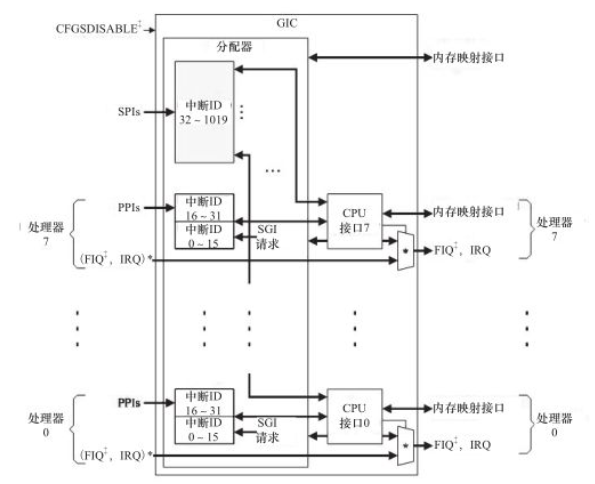 GIC
CFGSDISABLE‡
分配器
内存映射接口
中断ID
32～1019
SPIs
PPIs
中断ID
16～31
中断ID
0～15
SGI
请求
CPU
接口7
内存映射接口
处理器
7
处理器
7
*
FIQ‡，IRQ
(FIQ‡，IRQ)*
PPIs
中断ID
16～31
中断ID
0～15
SGI
请求
CPU
接口0
内存映射接口
处理器
0
处理器
0
*
FIQ‡，IRQ
(FIQ‡，IRQ)*